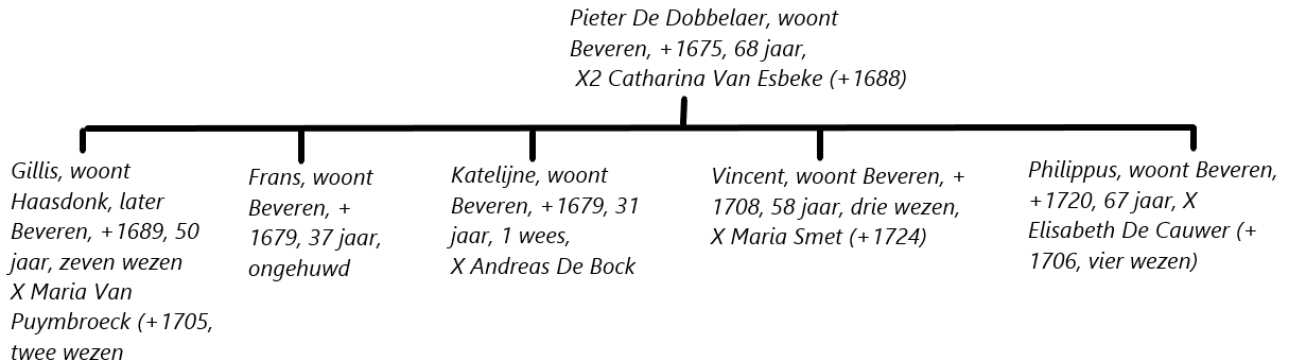 Pieter De Dobbelaer, woont
Beveren, +1675, 68 jaar,
X2 Catharina Van Esbeke (+1688)
Gillis, woont
Haasdonk, later
Beveren, +1689, 50
jaar, zeven wezen
X Maria Van
Puymbroeck (+1705,
twee wezen
Frans, woont
Beveren, +
1679, 37 jaar,
ongehuwd
Katelijne, woont
Beveren, +1679, 31
jaar, 1 wees,
X Andreas De Bock
Vincent, woont Beveren, +
1708, 58 jaar, drie wezen,
X Maria Smet (+1724)
Philippus, woont Beveren,
+1720, 67 jaar, X
Elisabeth De Cauwer (+
1706, vier wezen)